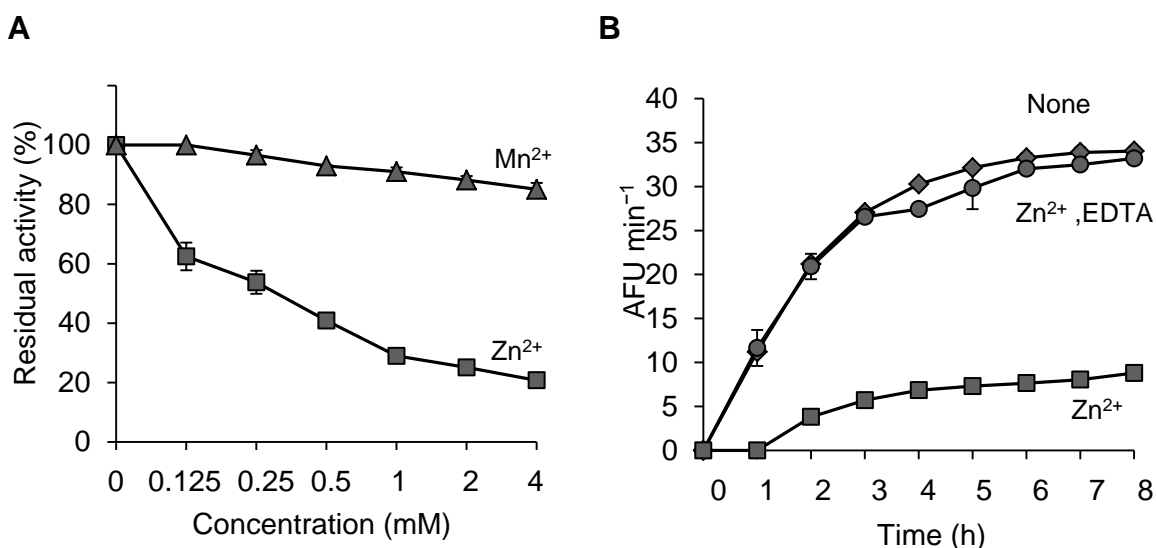 A
Residual activity (%)
100
80
60
40
20
0
Mn²⁺
Zn²⁺
0 0.125 0.25 0.5 1 2 4
Concentration (mM)
B
AFU min⁻¹
40
35
30
25
20
15
10
5
0
None
Zn²⁺ ,EDTA
Zn²⁺
0 1 2 3 4 5 6 7 8
Time (h)